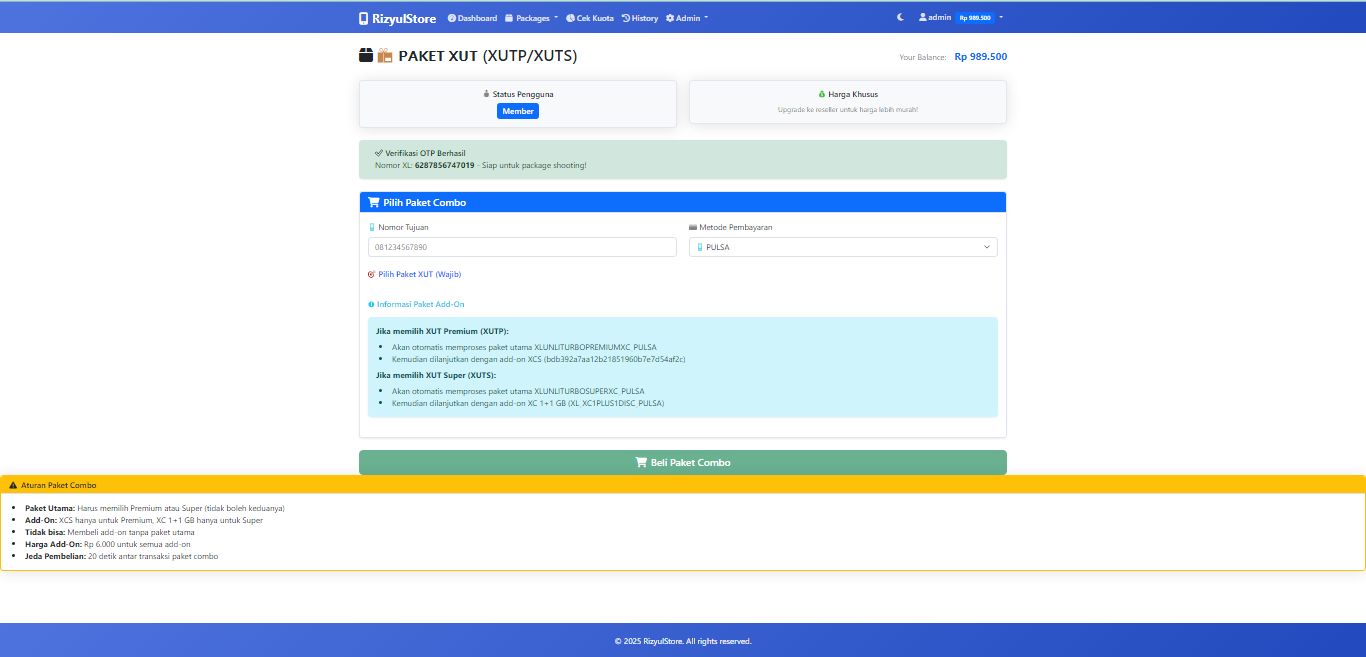 RizyulStore Dashboard Packages Cek Kuota History Admin admin Rp 989.500
PAKET XUT (XUTP/XUTS)
Your Balance: Rp 989.500
Status Pengguna
Member
Harga Khusus
Upgrade ke reseller untuk harga lebih murah!
Verifikasi OTP Berhasil
Nomor XL: 6287856747019 - Siap untuk package shooting!
Pilih Paket Combo
Nomor Tujuan
081234567890
Metode Pembayaran
PULSA
Pilih Paket XUT (Wajib)
Informasi Paket Add-On
Jika memilih XUT Premium (XUTP):
Akan otomatis memproses paket utama XLUNLITURBOPREMIUMXC_PULSA
Kemudian dilanjutkan dengan add-on XCS (bdb392a7aa12b21851960b7e7d54af2c)
Jika memilih XUT Super (XUTS):
Akan otomatis memproses paket utama XLUNLITURBOSUPERXC_PULSA
Kemudian dilanjutkan dengan add-on XC 1+1 GB (XL_XC1PLUS1DISC_PULSA)
Beli Paket Combo
Aturan Paket Combo
Paket Utama: Harus memilih Premium atau Super (tidak boleh keduanya)
Add-On: XCS hanya untuk Premium, XC 1+1 GB hanya untuk Super
Tidak bisa: Membeli add-on tanpa paket utama
Harga Add-On: Rp 6.000 untuk semua add-on
Jeda Pembelian: 20 detik antar transaksi paket combo
© 2025 RizyulStore. All rights reserved.